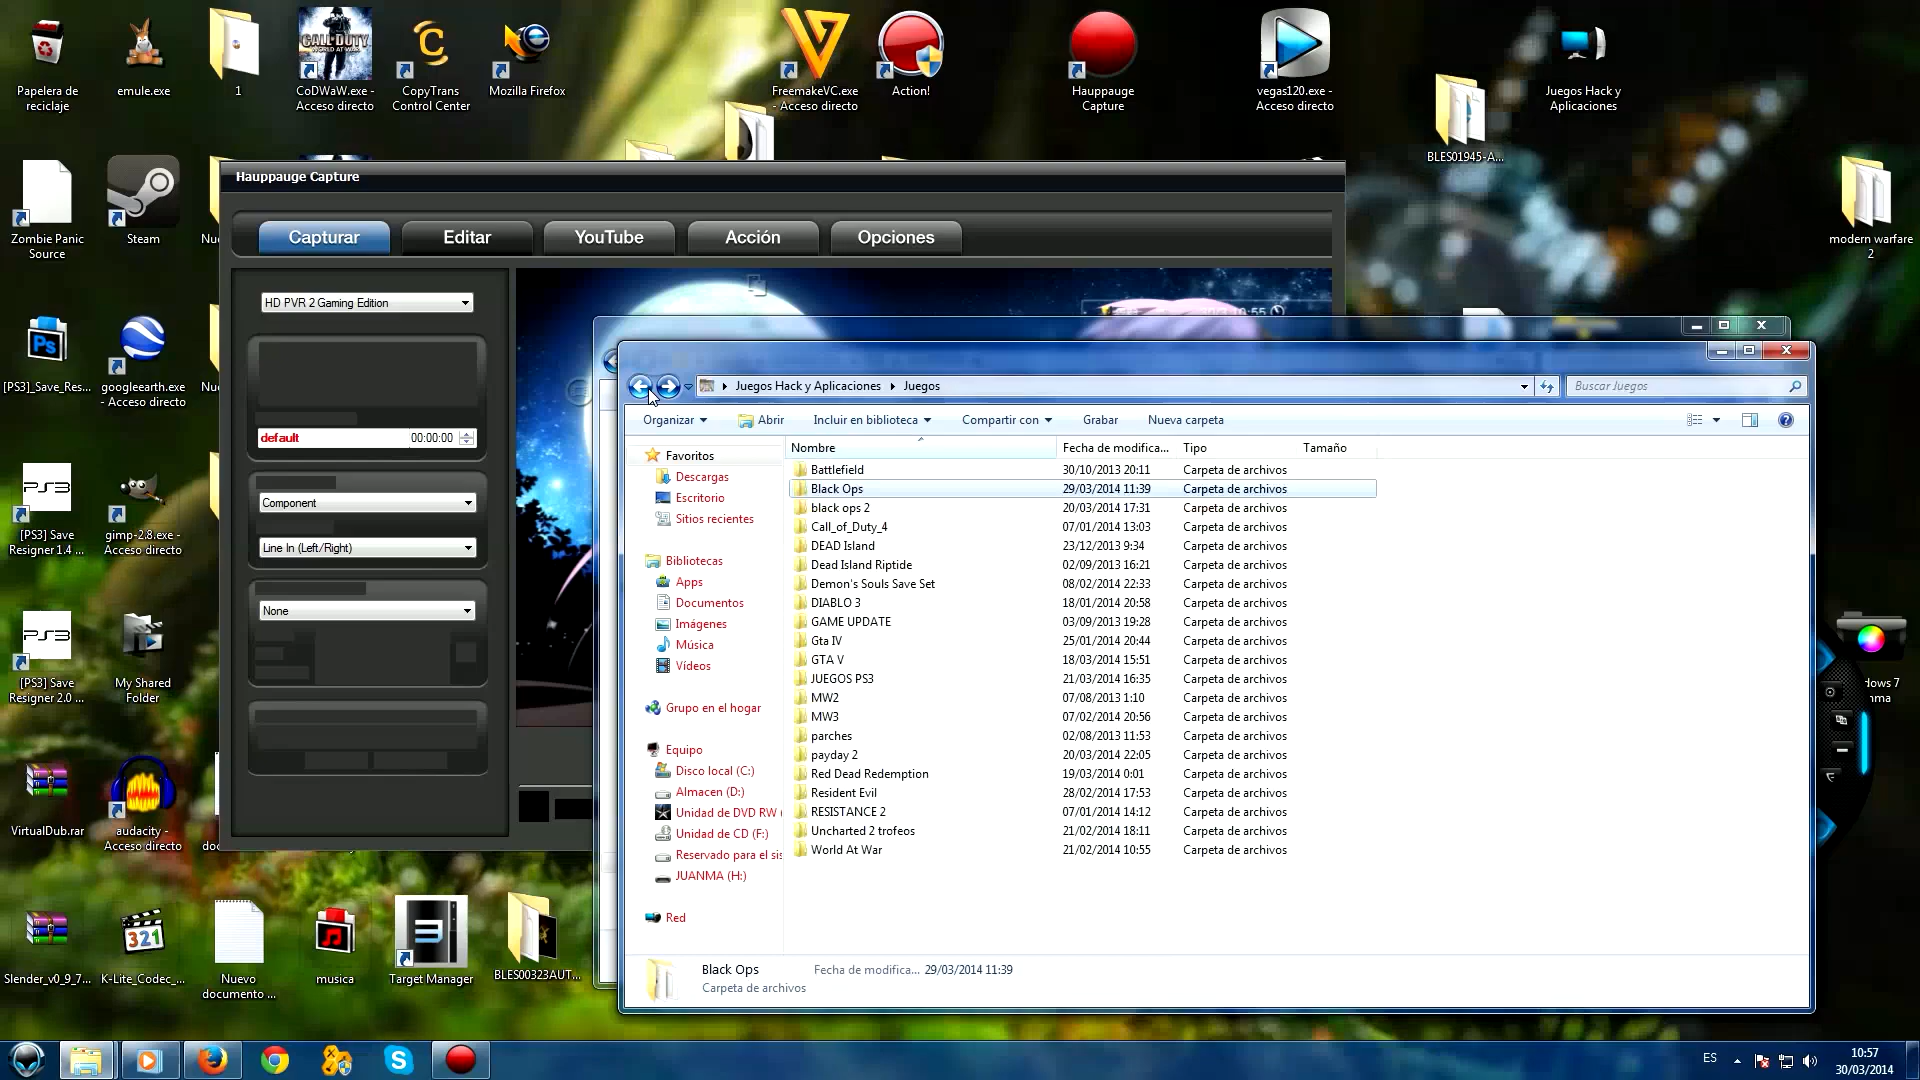 Papelera de
reciclaje
emule.exe
1
CoDWaW.exe -
Acceso directo
CopyTrans
Control Center
Mozilla Firefox
FreemakeVC.exe
- Acceso directo
Action!
Hauppauge
Capture
vegas120.exe -
Acceso directo
Juegos Hack y
Aplicaciones
BLES01945-A...
modern warfare
2
Zombie Panic
Source
Steam
[PS3]_Save_Res...
googleearth.exe
- Acceso directo
[PS3] Save
Resigner 1.4 ...
gimp-2.8.exe -
Acceso directo
[PS3] Save
Resigner 2.0 ...
My Shared
Folder
VirtualDub.rar
audacity -
Acceso directo
Slender_v0_9_7...
K-Lite_Codec_...
Nuevo
documento ...
musica
Target Manager
BLES00323AUT...
Hauppauge Capture
Capturar
Editar
YouTube
Acción
Opciones
HD PVR 2 Gaming Edition
default
00:00:00
Component
Line In (Left/Right)
None
Juegos Hack y Aplicaciones
Juegos
Buscar Juegos
Organizar
Abrir
Incluir en biblioteca
Compartir con
Grabar
Nueva carpeta
Favoritos
Descargas
Escritorio
Sitios recientes
Bibliotecas
Apps
Documentos
Imágenes
Música
Vídeos
Grupo en el hogar
Equipo
Disco local (C:)
Almacen (D:)
Unidad de DVD RW (
Unidad de CD (F:)
Reservado para el sis
JUANMA (H:)
Red
Nombre Fecha de modifica... Tipo Tamaño
Battlefield 30/10/2013 20:11 Carpeta de archivos
Black Ops 29/03/2014 11:39 Carpeta de archivos
black ops 2 20/03/2014 17:31 Carpeta de archivos
Call_of_Duty_4 07/01/2014 13:03 Carpeta de archivos
DEAD Island 23/12/2013 9:34 Carpeta de archivos
Dead Island Riptide 02/09/2013 16:21 Carpeta de archivos
Demon's Souls Save Set 08/02/2014 22:33 Carpeta de archivos
DIABLO 3 18/01/2014 20:58 Carpeta de archivos
GAME UPDATE 03/09/2013 19:28 Carpeta de archivos
Gta IV 25/01/2014 20:44 Carpeta de archivos
GTA V 18/03/2014 15:51 Carpeta de archivos
JUEGOS PS3 21/03/2014 16:35 Carpeta de archivos
MW2 07/08/2013 1:10 Carpeta de archivos
MW3 07/02/2014 20:56 Carpeta de archivos
parches 02/08/2013 11:53 Carpeta de archivos
payday 2 20/03/2014 22:05 Carpeta de archivos
Red Dead Redemption 19/03/2014 0:01 Carpeta de archivos
Resident Evil 28/02/2014 17:53 Carpeta de archivos
RESISTANCE 2 07/01/2014 14:12 Carpeta de archivos
Uncharted 2 trofeos 21/02/2014 18:11 Carpeta de archivos
World At War 21/02/2014 10:55 Carpeta de archivos
Black Ops Fecha de modifica... 29/03/2014 11:39
Carpeta de archivos
ES
10:57
30/03/2014